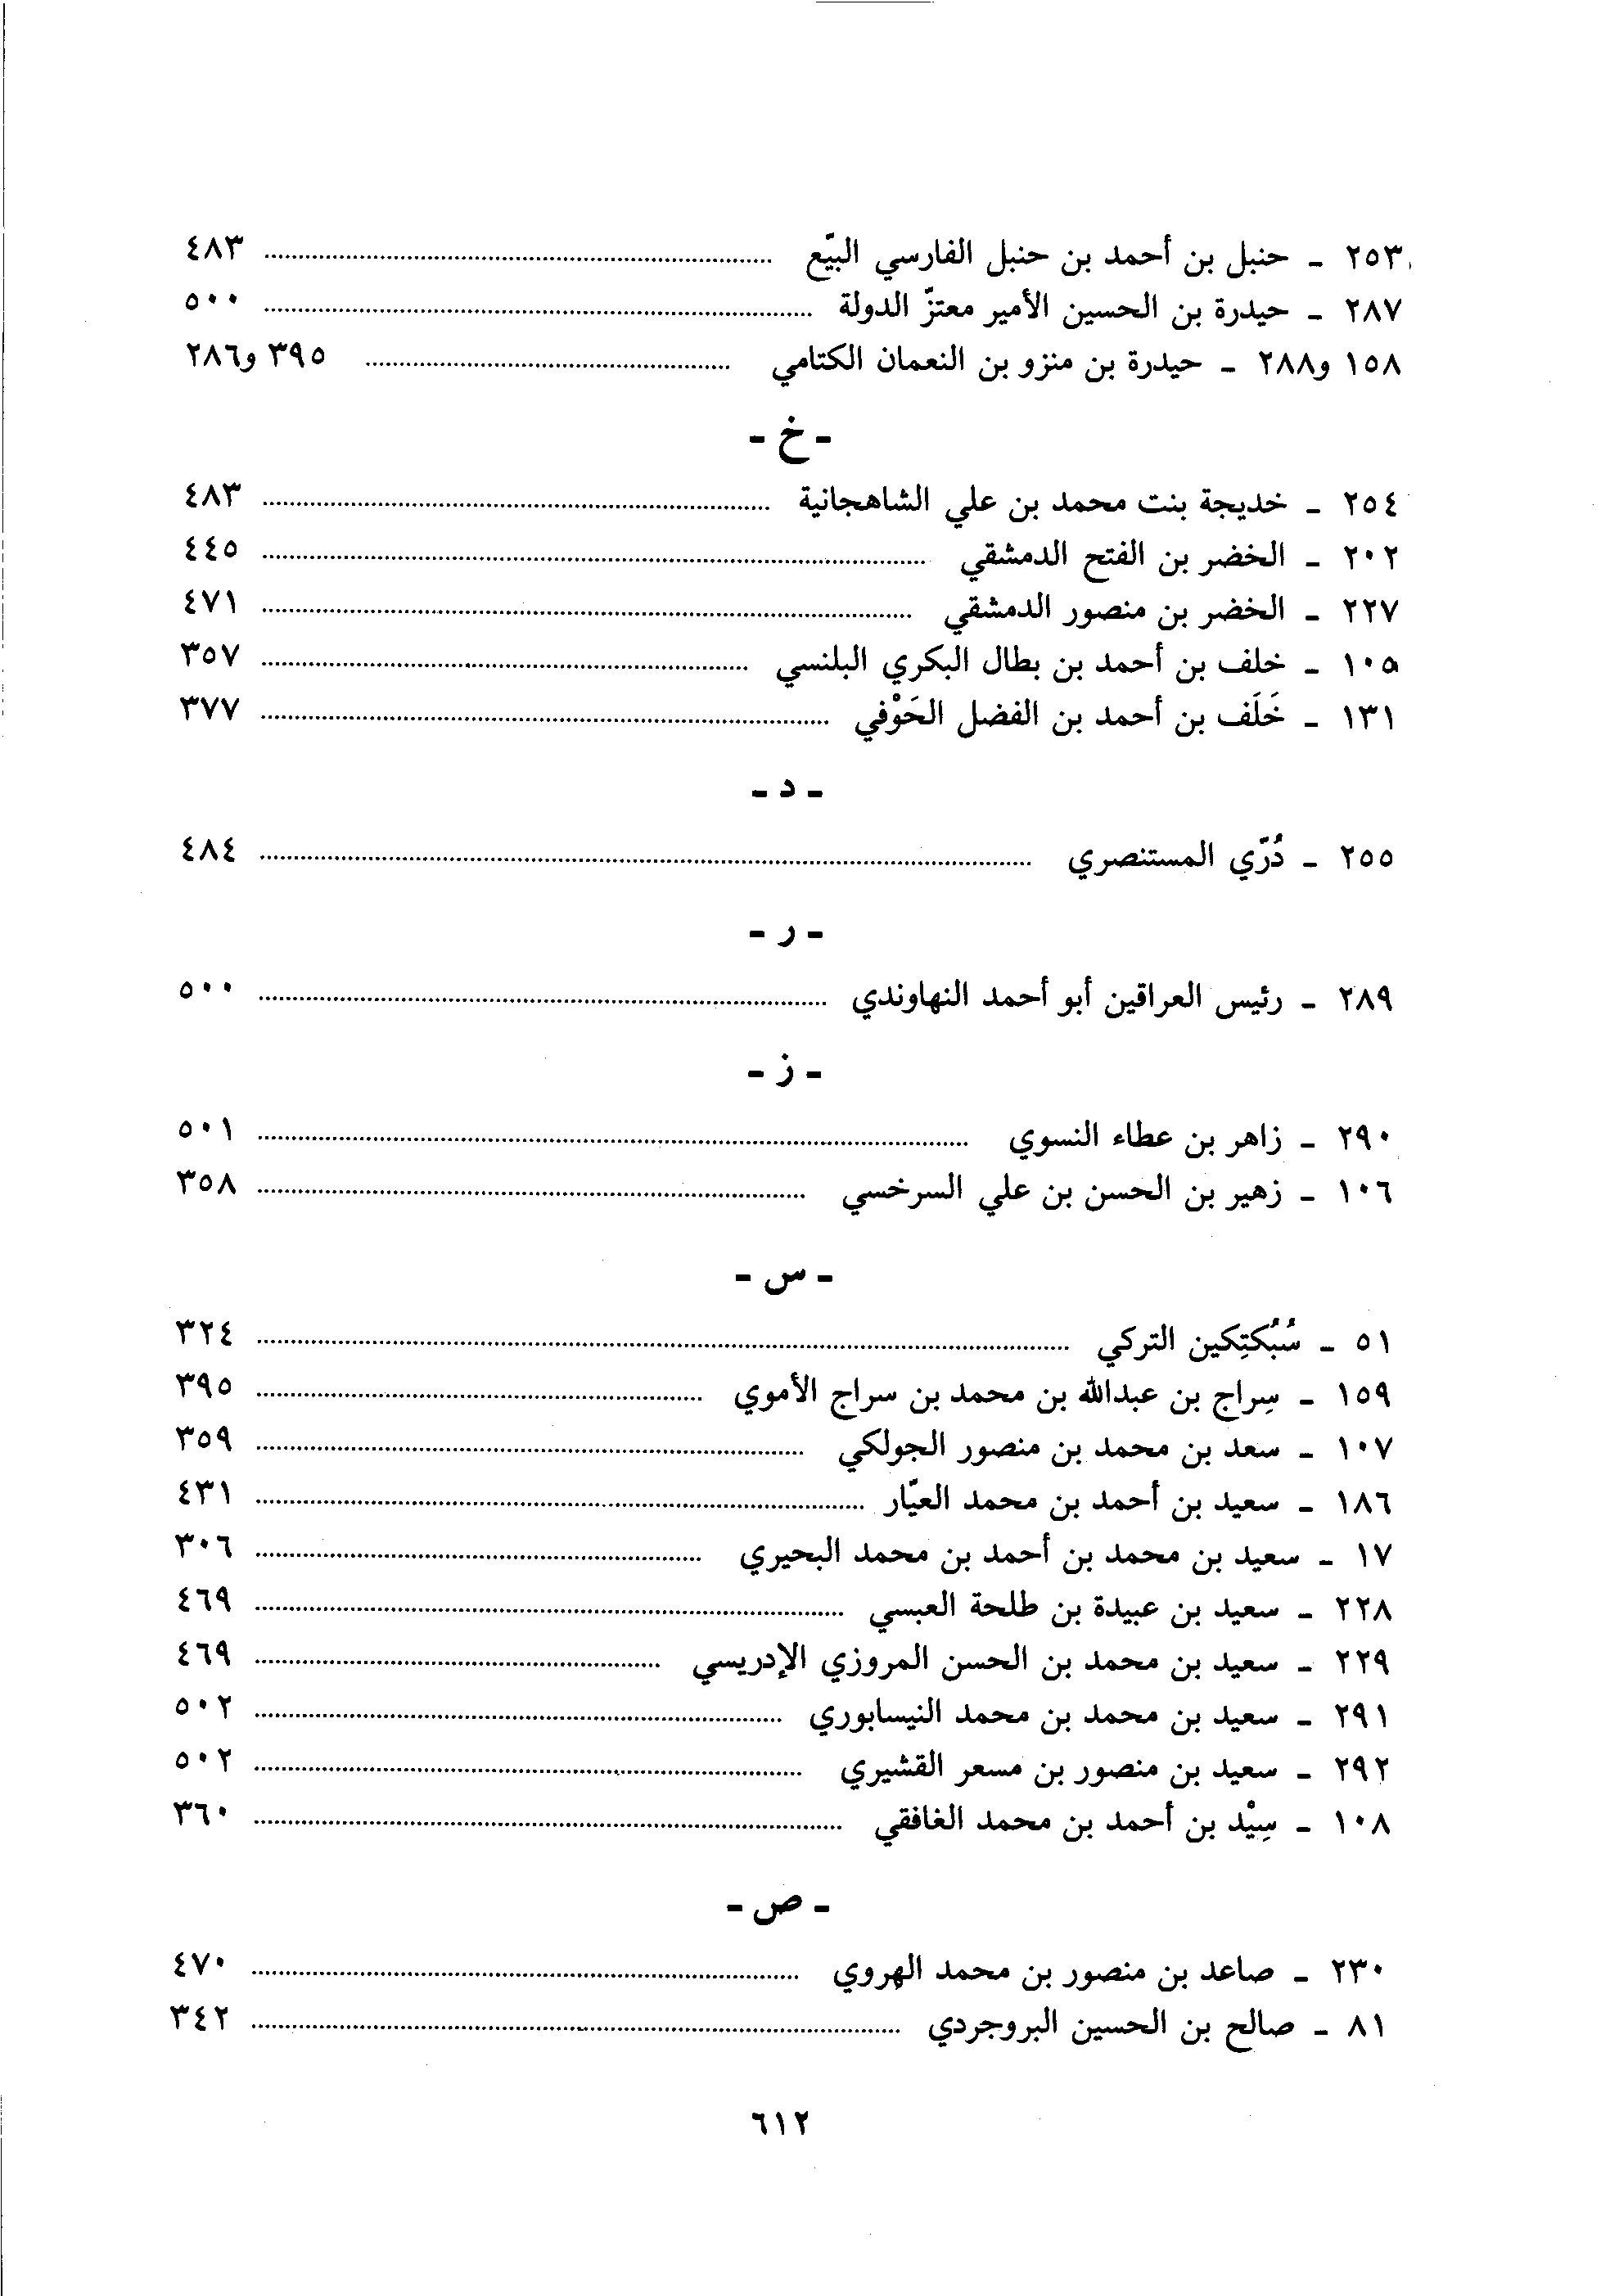 ٢٥٣ - حنبل بن أحمد بن حنبل الفارسي البيّع ........ ٤٨٣
٢٨٧ - حيدرة بن الحسين الأمير معتزّ الدولة ........ ٥٠٠
١٥٨ و٢٨٨ - حيدرة بن منزو بن النعمان الكتامي ........ ٣٩٥ و٢٨٦
- خ -
٢٥٤ - خديجة بنت محمد بن علي الشاهجانية ........ ٤٨٣
٢٠٢ - الخضر بن الفتح الدمشقي ........ ٤٤٥
٢٢٧ - الخضر بن منصور الدمشقي ........ ٤٧١
١٠٥ - خلف بن أحمد بن بطال البكري البلنسي ........ ٣٥٧
١٣١ - خَلَف بن أحمد بن الفضل الحَوْفي ........ ٣٧٧
- د -
٢٥٥ - دُرّي المستنصري ........ ٤٨٤
- ر -
٢٨٩ - رئيس العراقين أبو أحمد النهاوندي ........ ٥٠٠
- ز -
٢٩٠ - زاهر بن عطاء النسوي ........ ٥٠١
١٠٦ - زهير بن الحسن بن علي السرخسي ........ ٣٥٨
- س -
٥١ - سُبُكتِكين التركي ........ ٣٢٤
١٥٩ - سِراج بن عبدالله بن محمد بن سراج الأموي ........ ٣٩٥
١٠٧ - سعد بن محمد بن منصور الجولكي ........ ٣٥٩
١٨٦ - سعيد بن أحمد بن محمد العيّار ........ ٤٣١
١٧ - سعيد بن محمد بن أحمد بن محمد البحيري ........ ٣٠٦
٢٢٨ - سعيد بن عبيدة بن طلحة العبسي ........ ٤٦٩
٢٢٩ - سعيد بن محمد بن الحسن المروزي الإدريسي ........ ٤٦٩
٢٩١ - سعيد بن محمد بن محمد النيسابوري ........ ٥٠٢
٢٩٢ - سعيد بن منصور بن مسعر القشيري ........ ٥٠٢
١٠٨ - سِيْد بن أحمد بن محمد الغافقي ........ ٣٦٠
- ص -
٢٣٠ - صاعد بن منصور بن محمد الهروي ........ ٤٧٠
٨١ - صالح بن الحسين البروجردي ........ ٣٤٢
٦١٢